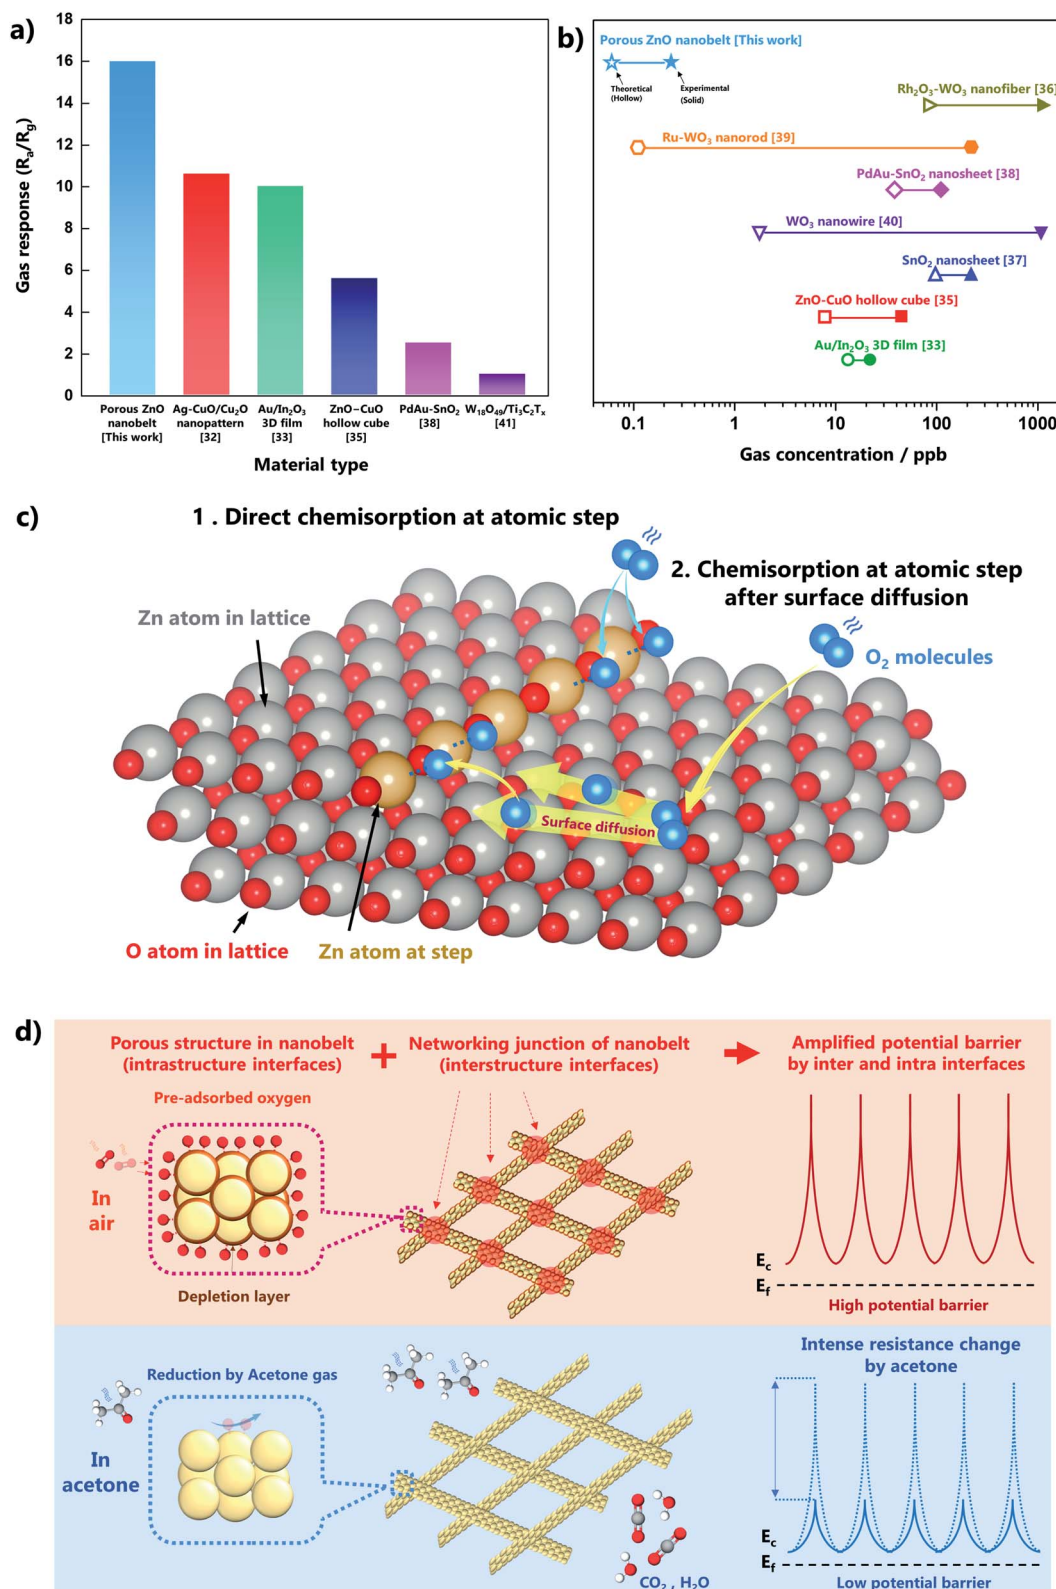 a)
18
16
14
12
10
8
6
4
2
0
Gas response (Rₐ/R_g)
Porous ZnO
nanobelt
[This work]
Ag-CuO/Cu₂O
nanopattern
[32]
Au/In₂O₃
3D film
[33]
ZnO−CuO
hollow cube
[35]
PdAu-SnO₂
[38]
W₁₈O₄₉/Ti₃C₂Tₓ
[41]
Material type
b)
Porous ZnO nanobelt [This work]
Theoretical
(Hollow)
Experimental
(Solid)
Rh₂O₃-WO₃ nanofiber [36]
Ru-WO₃ nanorod [39]
PdAu-SnO₂ nanosheet [38]
WO₃ nanowire [40]
SnO₂ nanosheet [37]
ZnO-CuO hollow cube [35]
Au/In₂O₃ 3D film [33]
0.1
1
10
100
1000
Gas concentration / ppb
c)
1 . Direct chemisorption at atomic step
2. Chemisorption at atomic step
after surface diffusion
Zn atom in lattice
O₂ molecules
Surface diffusion
O atom in lattice
Zn atom at step
d)
Porous structure in nanobelt
(intrastructure interfaces)
+
Networking junction of nanobelt
(interstructure interfaces)
Amplified potential barrier
by inter and intra interfaces
Pre-adsorbed oxygen
In
air
Depletion layer
E_c
E_f
High potential barrier
Reduction by Acetone gas
In
acetone
CO₂ , H₂O
Intense resistance change
by acetone
E_c
E_f
Low potential barrier